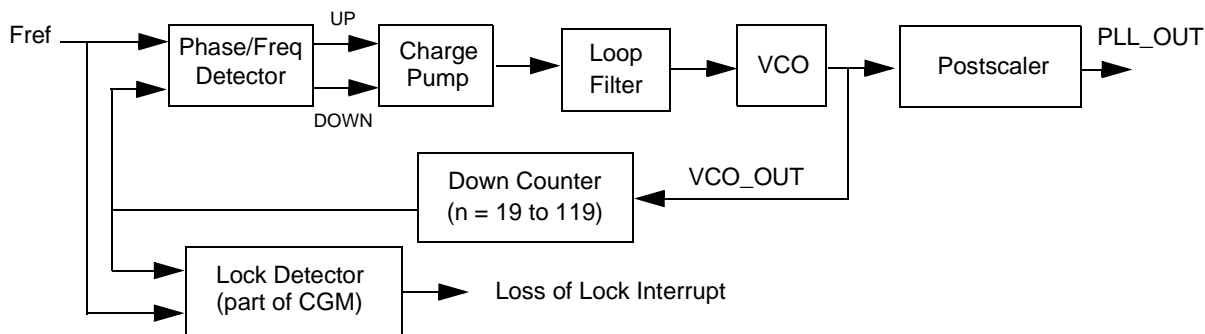 UP
Fref
Phase/Freq
Detector
Charge
Pump
Loop
Filter
VCO
Postscaler
PLL_OUT
DOWN
Down Counter
(n = 19 to 119)
VCO_OUT
Lock Detector
(part of CGM)
Loss of Lock Interrupt